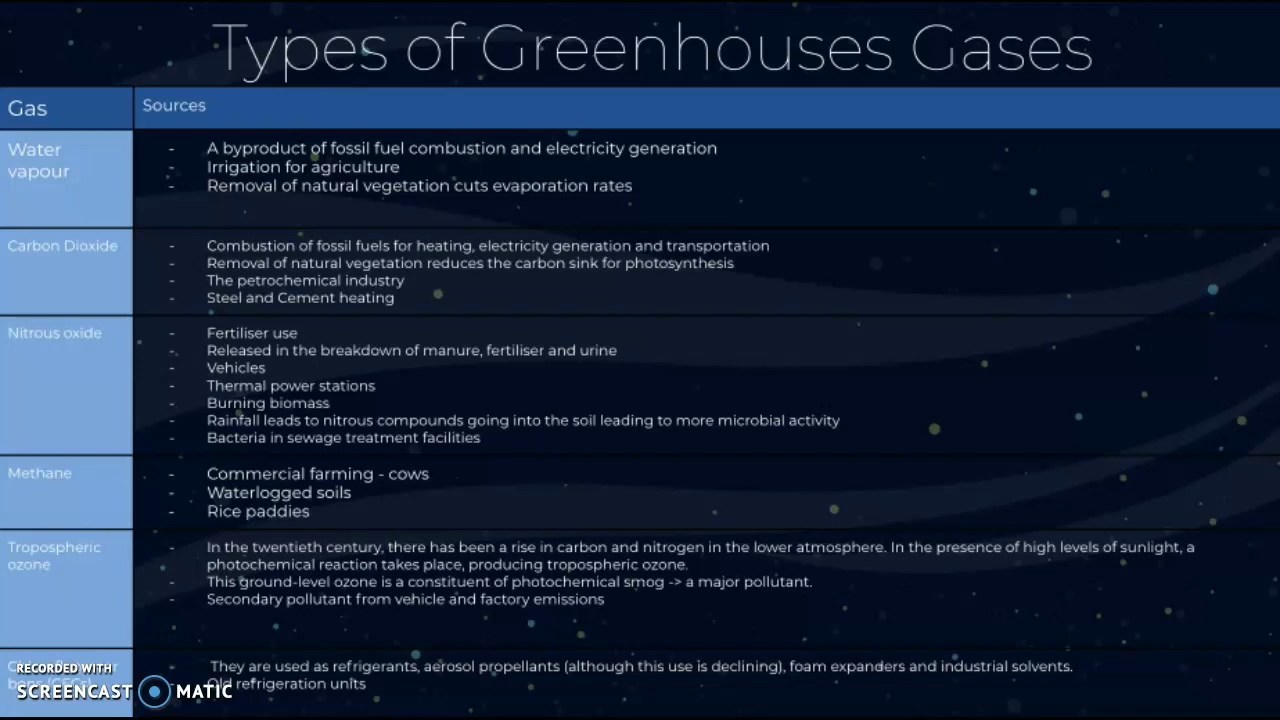 Types of Greenhouses Gases
Gas
Sources
Water
vapour
- A byproduct of fossil fuel combustion and electricity generation
- Irrigation for agriculture
- Removal of natural vegetation cuts evaporation rates
Carbon Dioxide
- Combustion of fossil fuels for heating, electricity generation and transportation
- Removal of natural vegetation reduces the carbon sink for photosynthesis
- The petrochemical industry
- Steel and Cement heating
Nitrous oxide
- Fertiliser use
- Released in the breakdown of manure, fertiliser and urine
- Vehicles
- Thermal power stations
- Burning biomass
- Rainfall leads to nitrous compounds going into the soil leading to more microbial activity
- Bacteria in sewage treatment facilities
Methane
- Commercial farming - cows
- Waterlogged soils
- Rice paddies
Tropospheric
ozone
- In the twentieth century, there has been a rise in carbon and nitrogen in the lower atmosphere. In the presence of high levels of sunlight, a
photochemical reaction takes place, producing tropospheric ozone.
- This ground-level ozone is a constituent of photochemical smog -> a major pollutant.
- Secondary pollutant from vehicle and factory emissions
- They are used as refrigerants, aerosol propellants (although this use is declining), foam expanders and industrial solvents.
- Old refrigeration units
RECORDED WITH
SCREENCAST MATIC